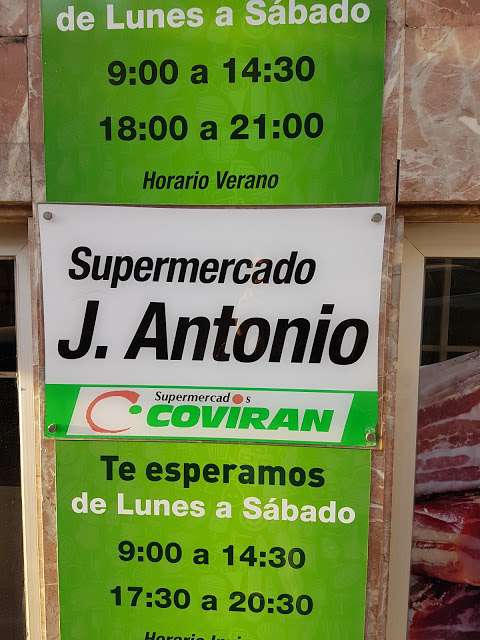 de Lunes a Sábado
9:00 a 14:30
18:00 a 21:00
Horario Verano
Supermercado
J. Antonio
Supermercados
COVIRAN
Te esperamos
de Lunes a Sábado
9:00 a 14:30
17:30 a 20:30
Horario